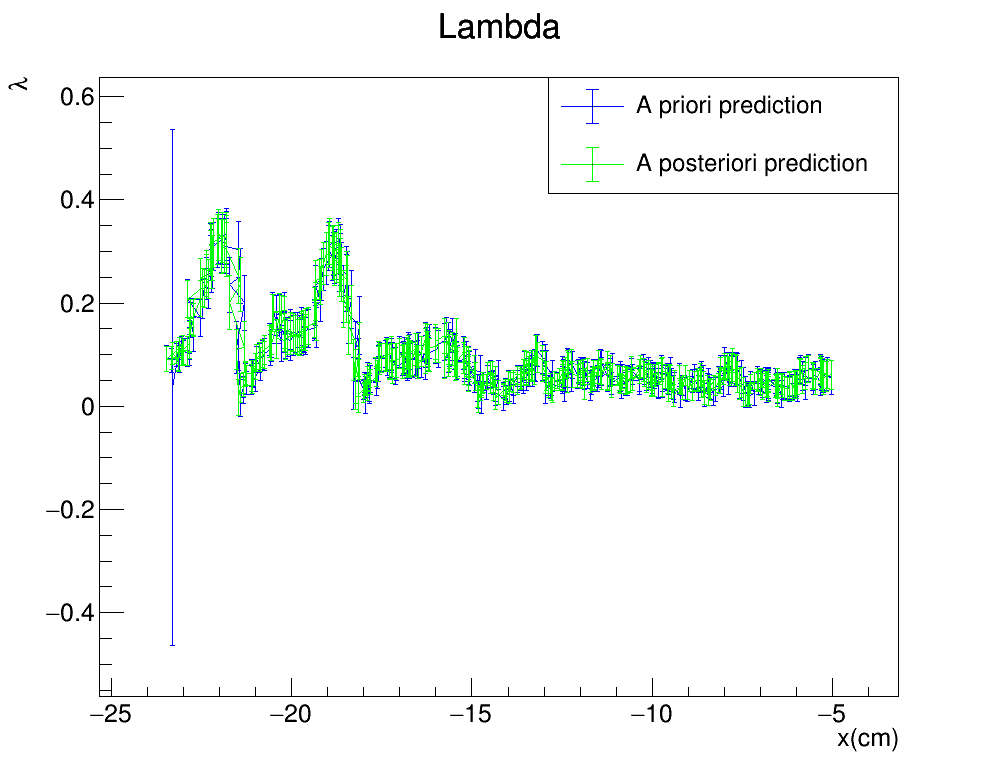 Lambda
λ
A priori prediction
A posteriori prediction
0.6
0.4
0.2
0
−0.2
−0.4
−25 −20 −15 −10 −5
x(cm)